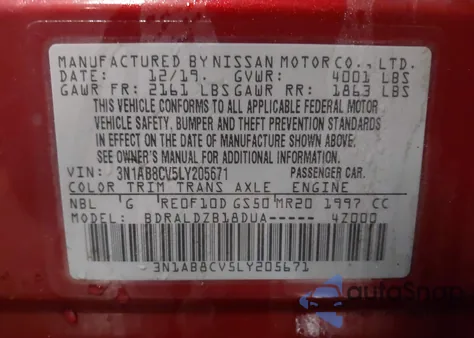 MANUFACTURED BY NISSAN MOTOR CO., LTD.
DATE: 12/19. GVWR: 4001 LBS
GAWR FR: 2161 LBS GAWR RR: 1863 LBS
THIS VEHICLE CONFORMS TO ALL APPLICABLE FEDERAL MOTOR
VEHICLE SAFETY, BUMPER AND THEFT PREVENTION STANDARDS
IN EFFECT ON THE DATE OF MANUFACTURE SHOWN ABOVE.
SEE OWNER'S MANUAL FOR ADDITIONAL INFORMATION.
VIN: 3N1AB8CV5LY205671 PASSENGER CAR.
COLOR TRIM TRANS AXLE ENGINE
NBL G RE0F10D GS50 MR20 1997 CC
MODEL: BDRALDZB18DUA-- 4Z000
3N1AB8CV5LY205671
autoSnap